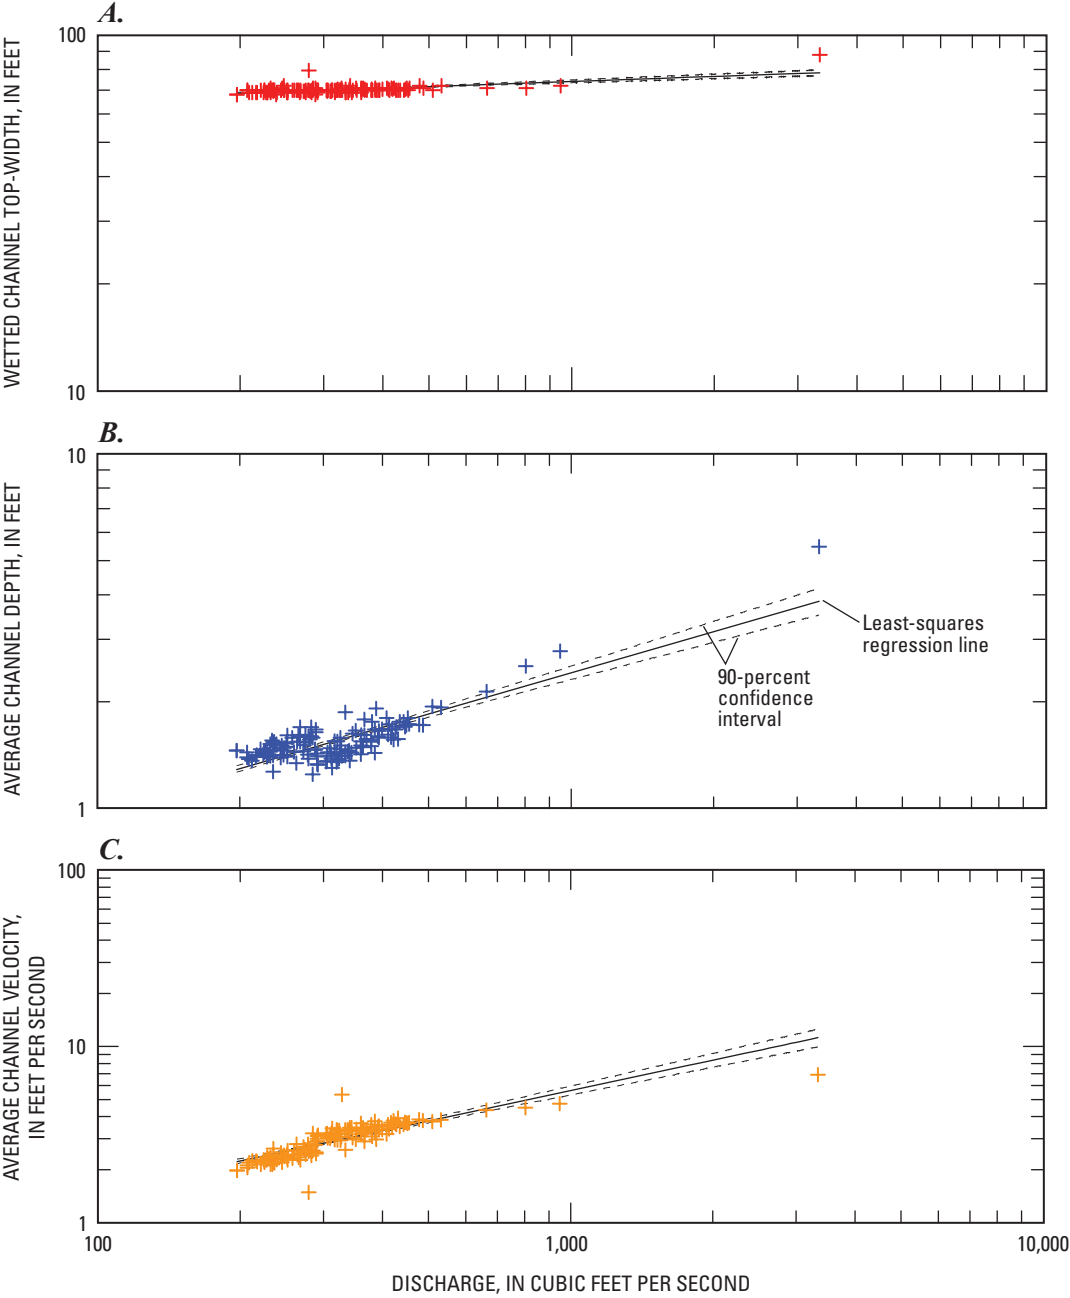 A.
WETTED CHANNEL TOP-WIDTH, IN FEET
100
10
B.
AVERAGE CHANNEL DEPTH, IN FEET
10
1
Least-squares
regression line
90-percent
confidence
interval
C.
AVERAGE CHANNEL VELOCITY,
IN FEET PER SECOND
100
10
1
100
1,000
10,000
DISCHARGE, IN CUBIC FEET PER SECOND